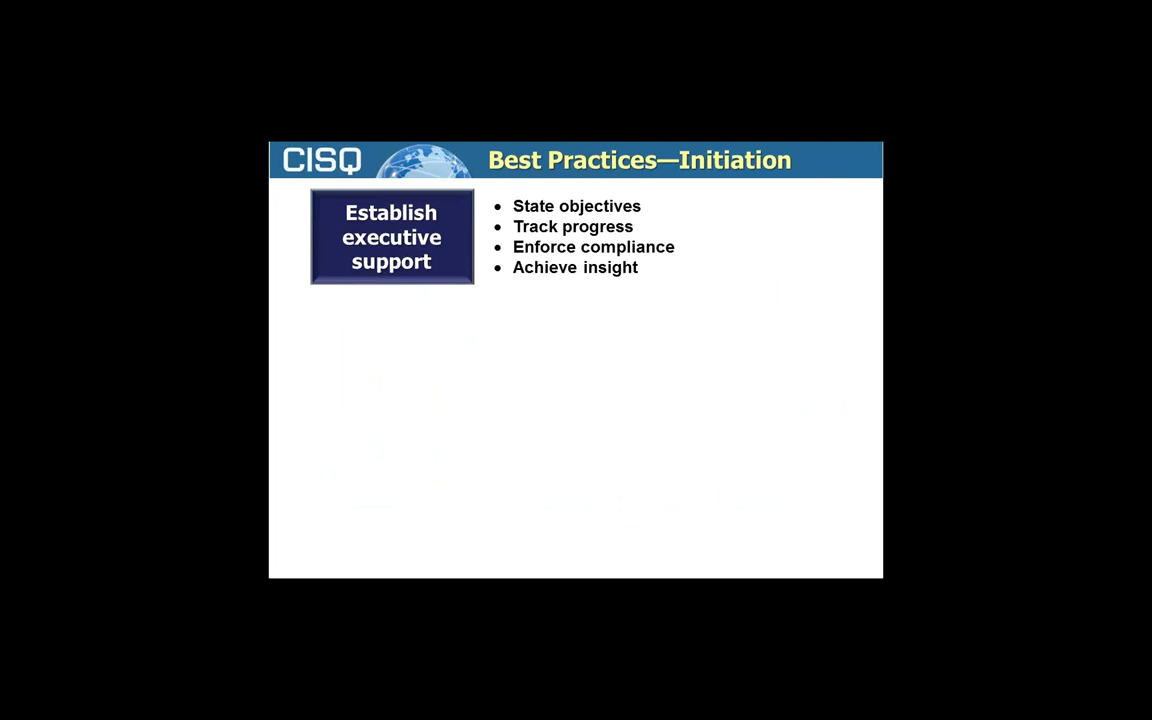 CISQ
Best Practices—Initiation
Establish
executive
support
• State objectives
• Track progress
• Enforce compliance
• Achieve insight